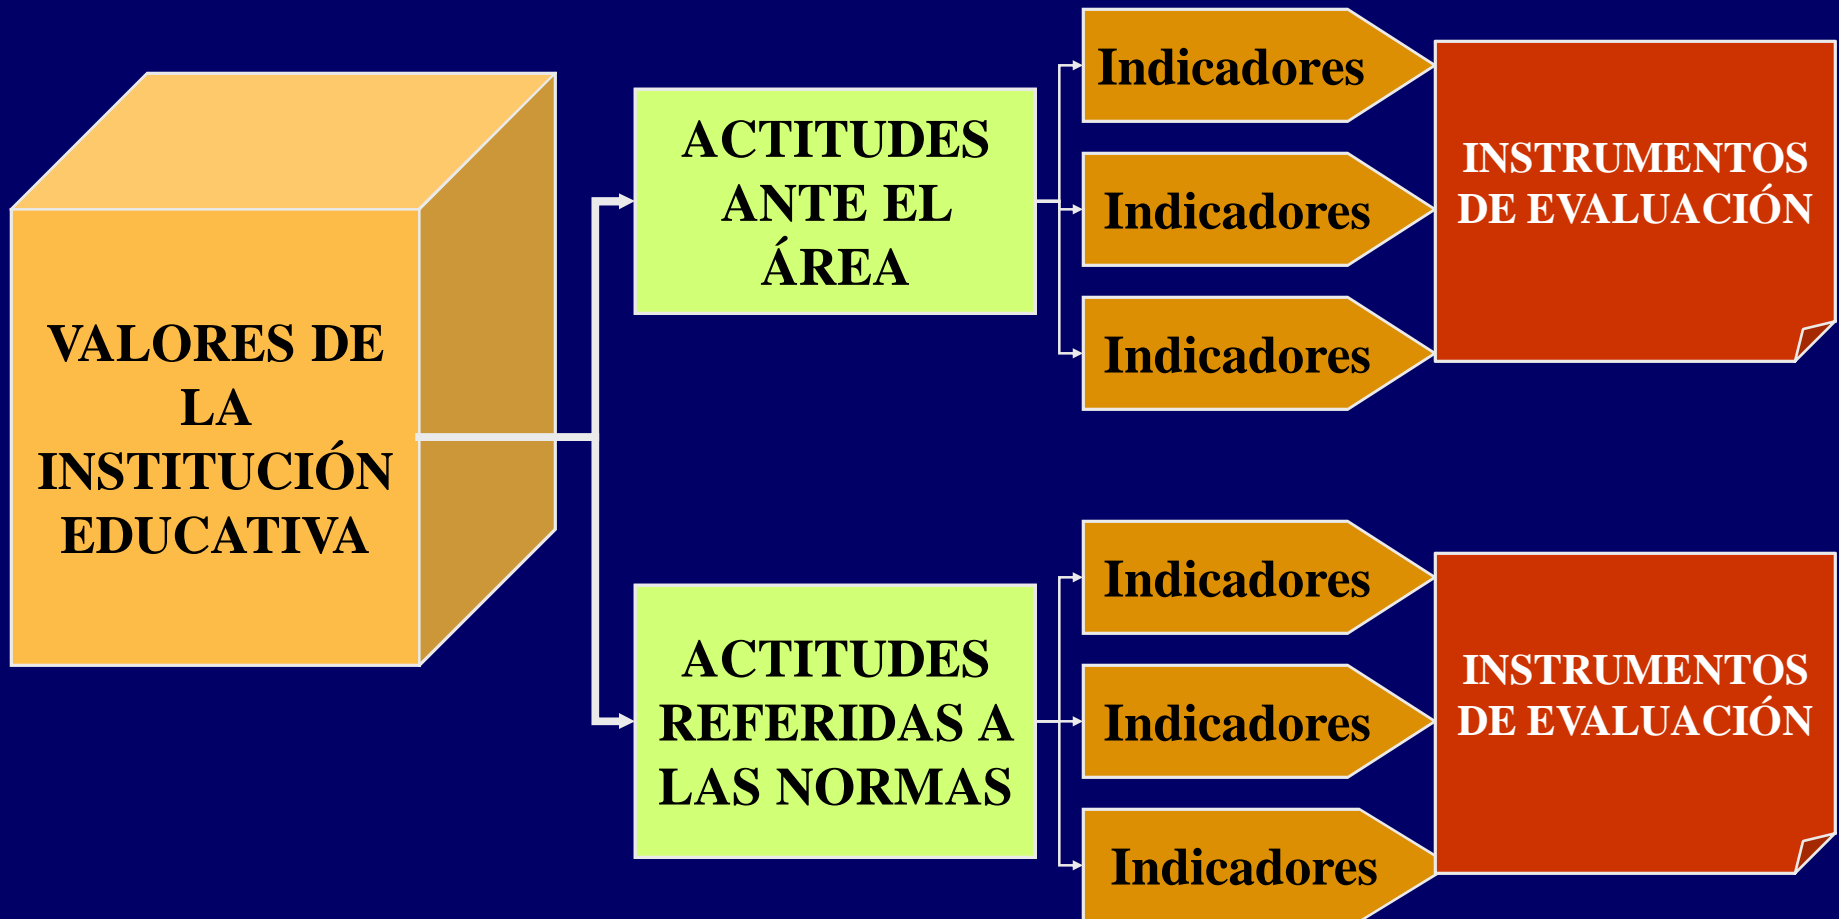 VALORES DE
LA
INSTITUCIÓN
EDUCATIVA
ACTITUDES
ANTE EL
ÁREA
Indicadores
Indicadores
Indicadores
INSTRUMENTOS
DE EVALUACIÓN
ACTITUDES
REFERIDAS A
LAS NORMAS
Indicadores
Indicadores
Indicadores
INSTRUMENTOS
DE EVALUACIÓN